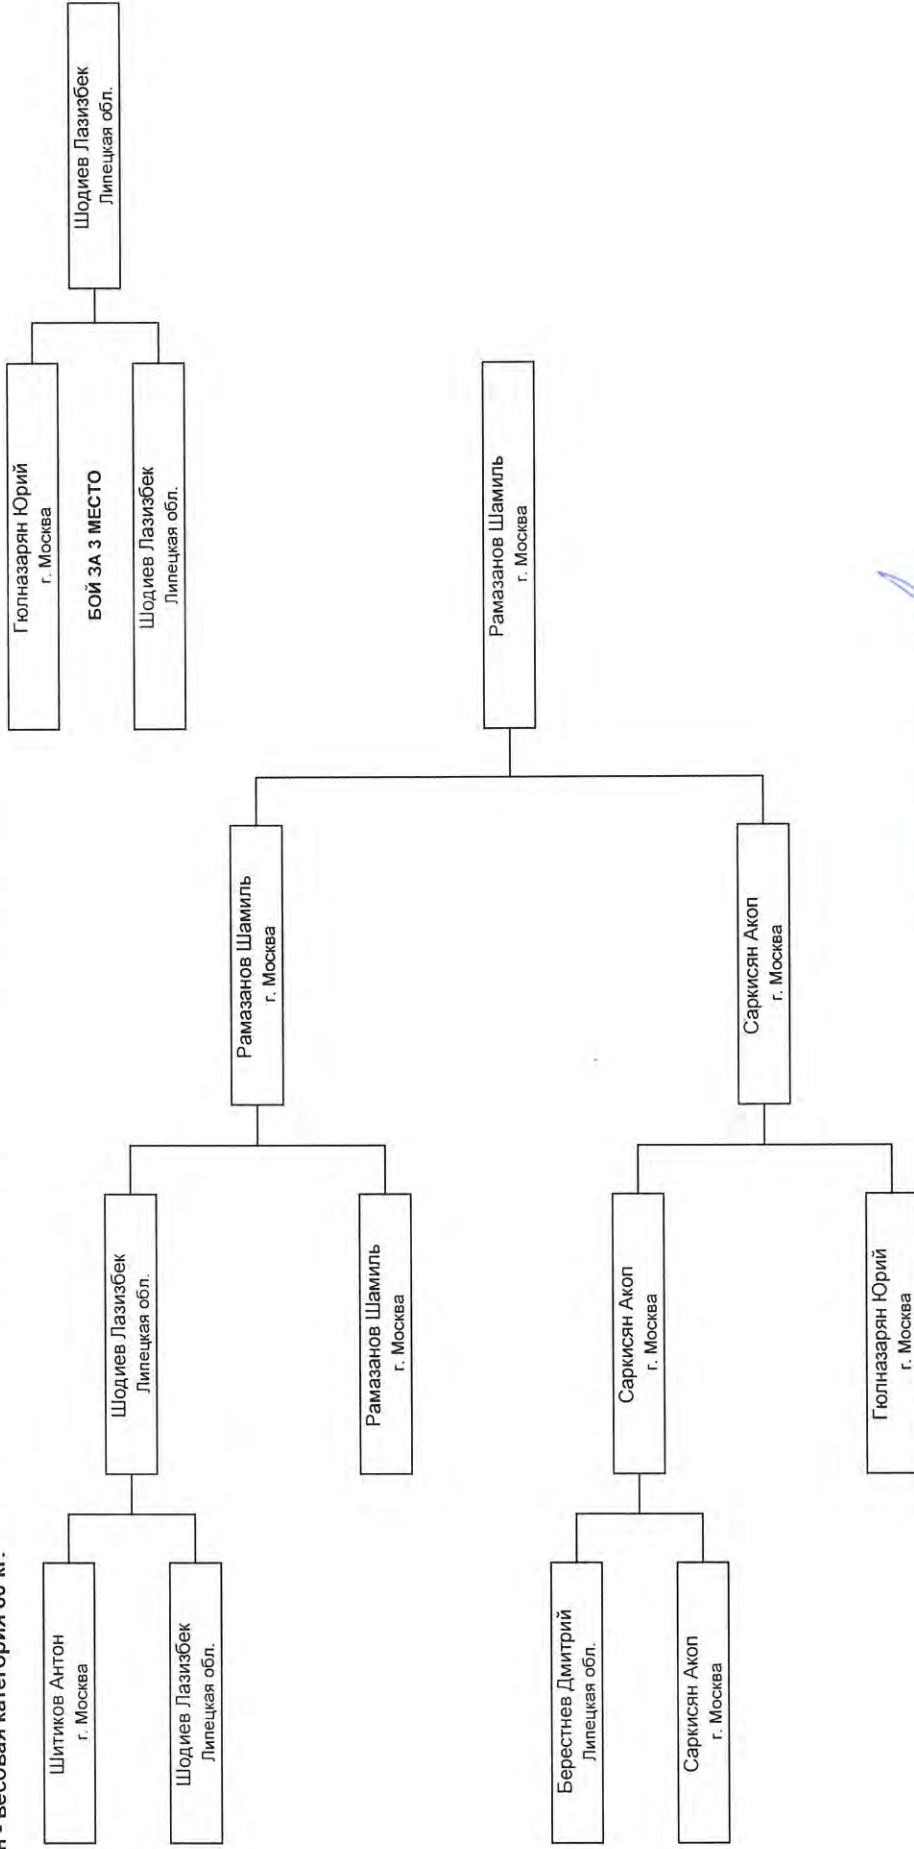 весовая категория 60 кг.
Шитиков Антон
г. Москва
Шодиев Лазизбек
Липецкая обл.
Берестнев Дмитрий
Липецкая обл.
Саркисян Акоп
г. Москва
Шодиев Лазизбек
Липецкая обл.
Рамазанов Шамиль
г. Москва
Саркисян Акоп
г. Москва
Гюлназарян Юрий
г. Москва
Рамазанов Шамиль
г. Москва
Саркисян Акоп
г. Москва
Рамазанов Шамиль
г. Москва
Гюлназарян Юрий
г. Москва
БОЙ ЗА 3 МЕСТО
Шодиев Лазизбек
Липецкая обл.
Шодиев Лазизбек
Липецкая обл.